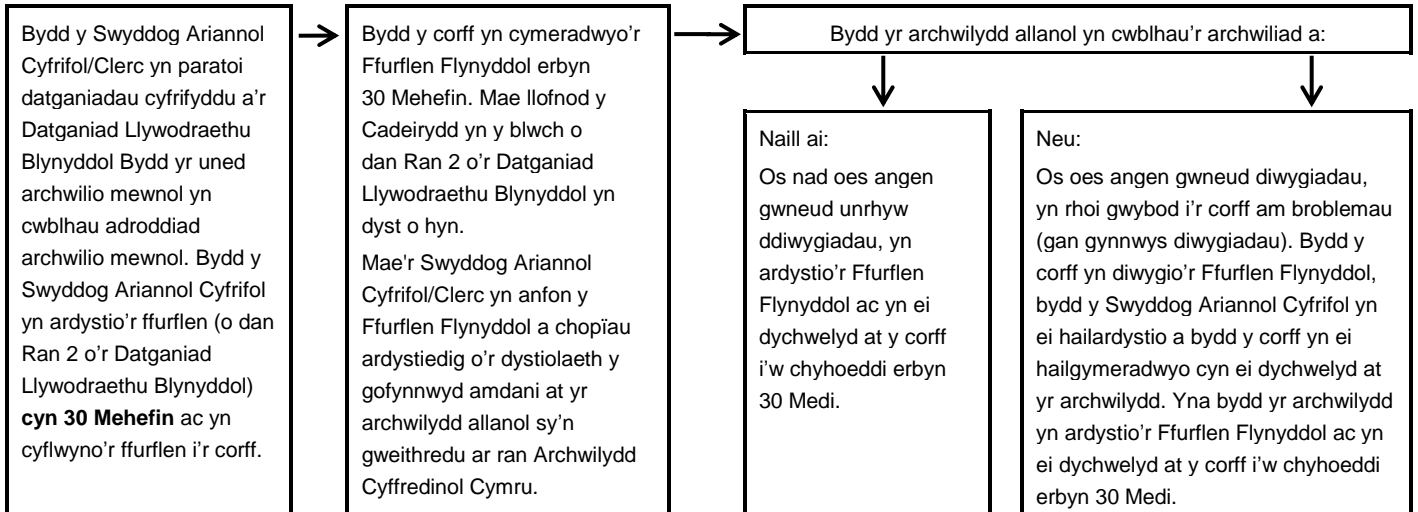 Bydd y Swyddog Ariannol
Cyfrifol/Clerc yn paratoi
datganiadau cyfrifyddu a'r
Datganiad Llywodraethu
Blynyddol Bydd yr uned
archwilio mewnol yn
cwblhau adroddiad
archwilio mewnol. Bydd y
Swyddog Ariannol Cyfrifol
yn ardystio'r ffurflen (o dan
Ran 2 o'r Datganiad
Llywodraethu Blynyddol)
cyn 30 Mehefin ac yn
cyflwyno'r ffurflen i'r corff.
Bydd y corff yn cymeradwyo'r
Ffurflen Flynyddol erbyn
30 Mehefin. Mae llofnod y
Cadeirydd yn y blwch o
dan Ran 2 o'r Datganiad
Llywodraethu Blynyddol yn
dyst o hyn.
Mae'r Swyddog Ariannol
Cyfrifol/Clerc yn anfon y
Ffurflen Flynyddol a chopïau
ardystiedig o'r dystiolaeth y
gofynnwyd amdani at yr
archwilydd allanol sy'n
gweithredu ar ran Archwilydd
Cyffredinol Cymru.
Bydd yr archwilydd allanol yn cwblhau'r archwiliad a:
Naill ai:
Os nad oes angen
gwneud unrhyw
ddiwygiadau, yn
ardystio'r Ffurflen
Flynyddol ac yn ei
dychwelyd at y corff
i'w chyhoeddi erbyn
30 Medi.
Neu:
Os oes angen gwneud diwygiadau,
yn rhoi gwybod i'r corff am broblemau
(gan gynnwys diwygiadau). Bydd y
corff yn diwygio'r Ffurflen Flynyddol,
bydd y Swyddog Ariannol Cyfrifol yn
ei hailardystio a bydd y corff yn ei
hailgymeradwyo cyn ei dychwelyd at
yr archwilydd. Yna bydd yr archwilydd
yn ardystio'r Ffurflen Flynyddol ac yn
ei dychwelyd at y corff i'w chyhoeddi
erbyn 30 Medi.